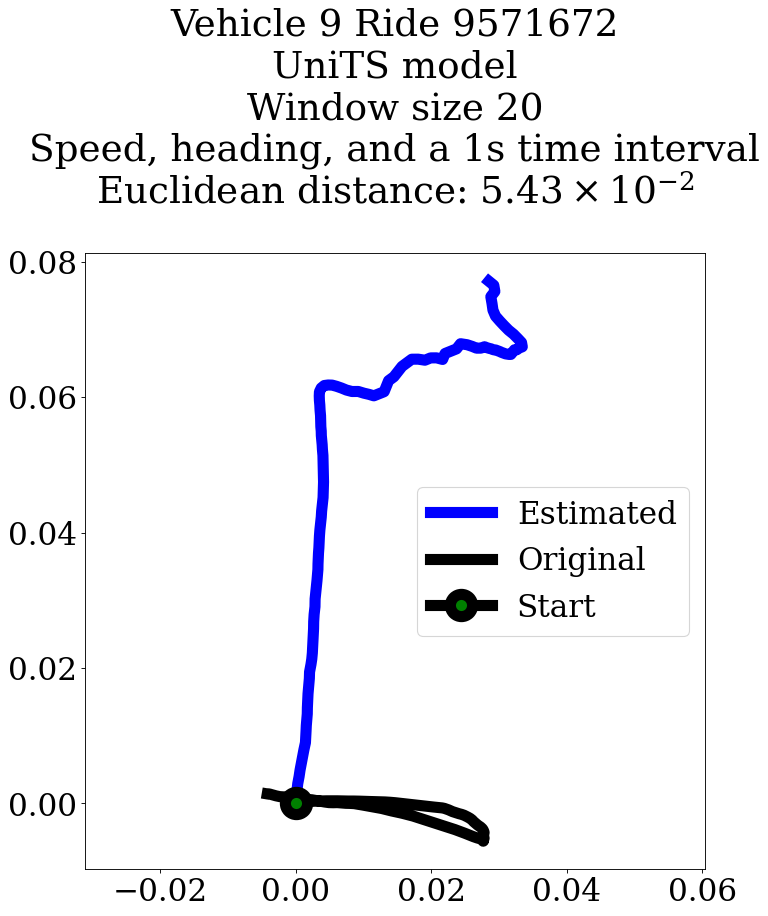 Vehicle 9 Ride 9571672
UniTS model
Window size 20
Speed, heading, and a 1s time interval
Euclidean distance: 5.43 × 10⁻²
0.08
0.06
0.04
0.02
0.00
Estimated
Original
Start
−0.02 0.00 0.02 0.04 0.06